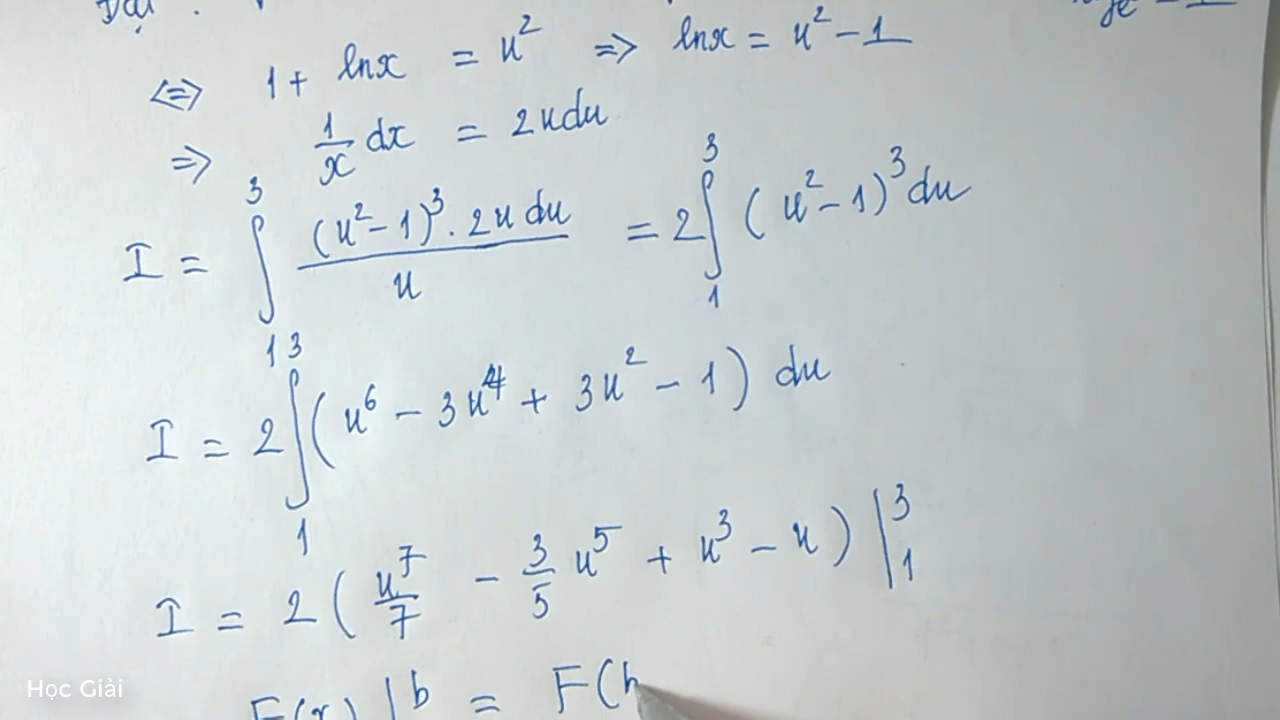 Đặt :
⇔ 1 + lnx = u² ⇒ lnx = u² − 1
⇒ 1/x dx = 2udu
I = ∫₁³ (u² − 1)³ . 2u du / u = 2∫₁³ (u² − 1)³ du
I = 2∫₁³ (u⁶ − 3u⁴ + 3u² − 1) du
I = 2(u⁷/7 − 3/5 u⁵ + u³ − u) |₁³
F(x) |ᵇ = F(b
Học Giải